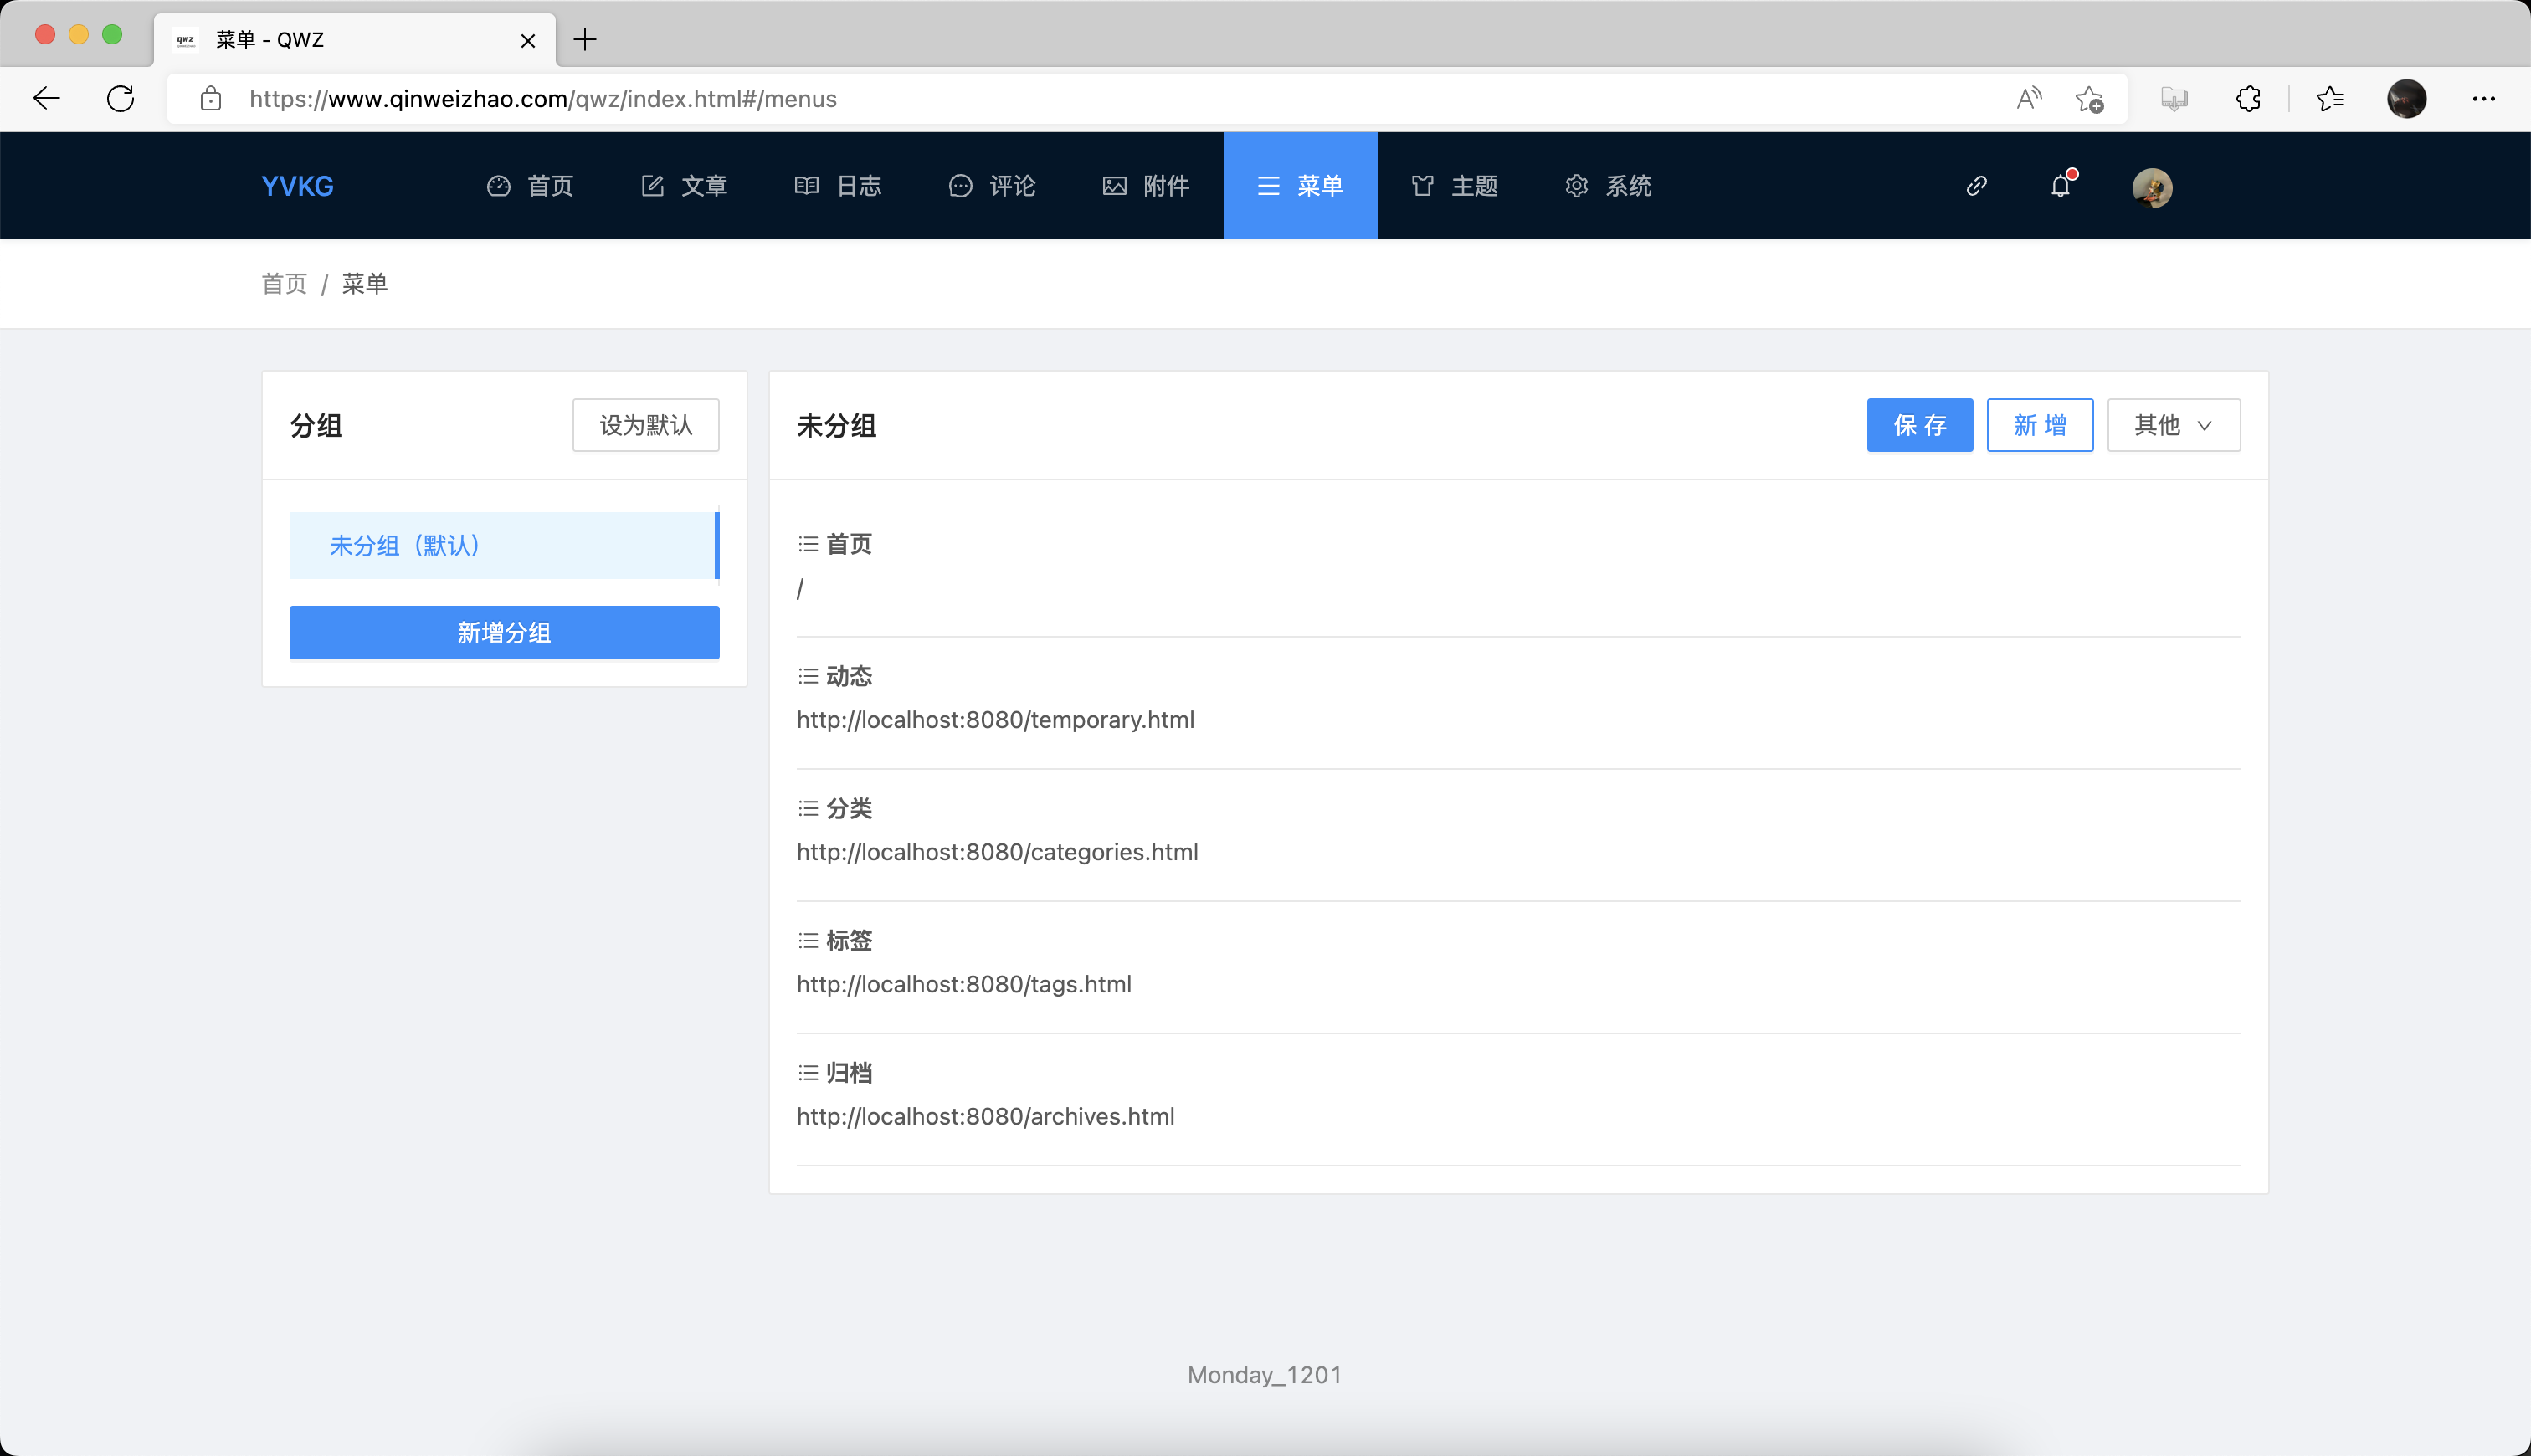 菜单 - QWZ
https://www.qinweizhao.com/qwz/index.html#/menus
YVKG 首页 文章 日志 评论 附件 菜单 主题 系统
首页 / 菜单
分组 设为默认
未分组（默认）
新增分组
未分组 保 存 新 增 其他
首页
/
动态
http://localhost:8080/temporary.html
分类
http://localhost:8080/categories.html
标签
http://localhost:8080/tags.html
归档
http://localhost:8080/archives.html
Monday_1201